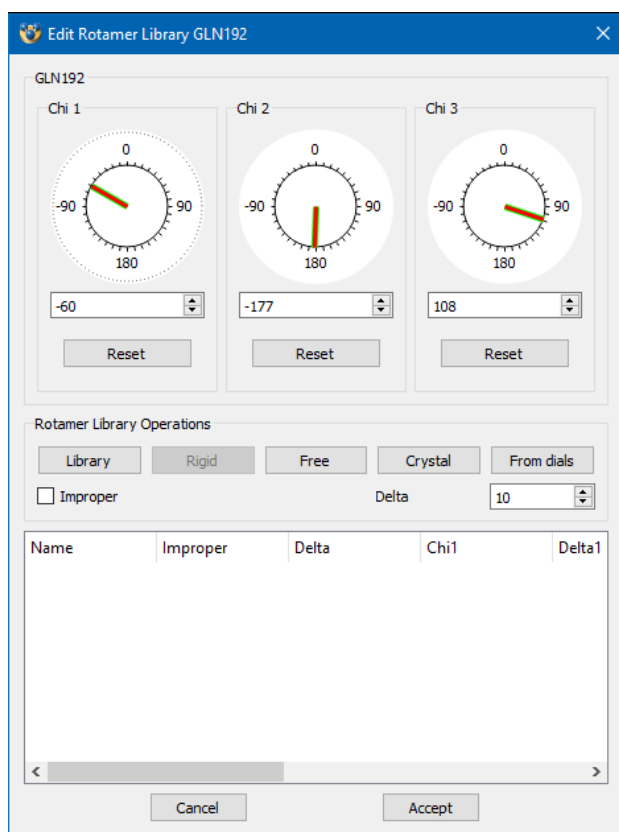 Edit Rotamer Library GLN192
GLN192
Chi 1 Chi 2 Chi 3
0 0 0
-90 90 -90 90 -90 90
180 180 180
-60 -177 108
Reset Reset Reset
Rotamer Library Operations
Library Rigid Free Crystal From dials
Improper Delta 10
Name Improper Delta Chi1 Delta1
Cancel Accept